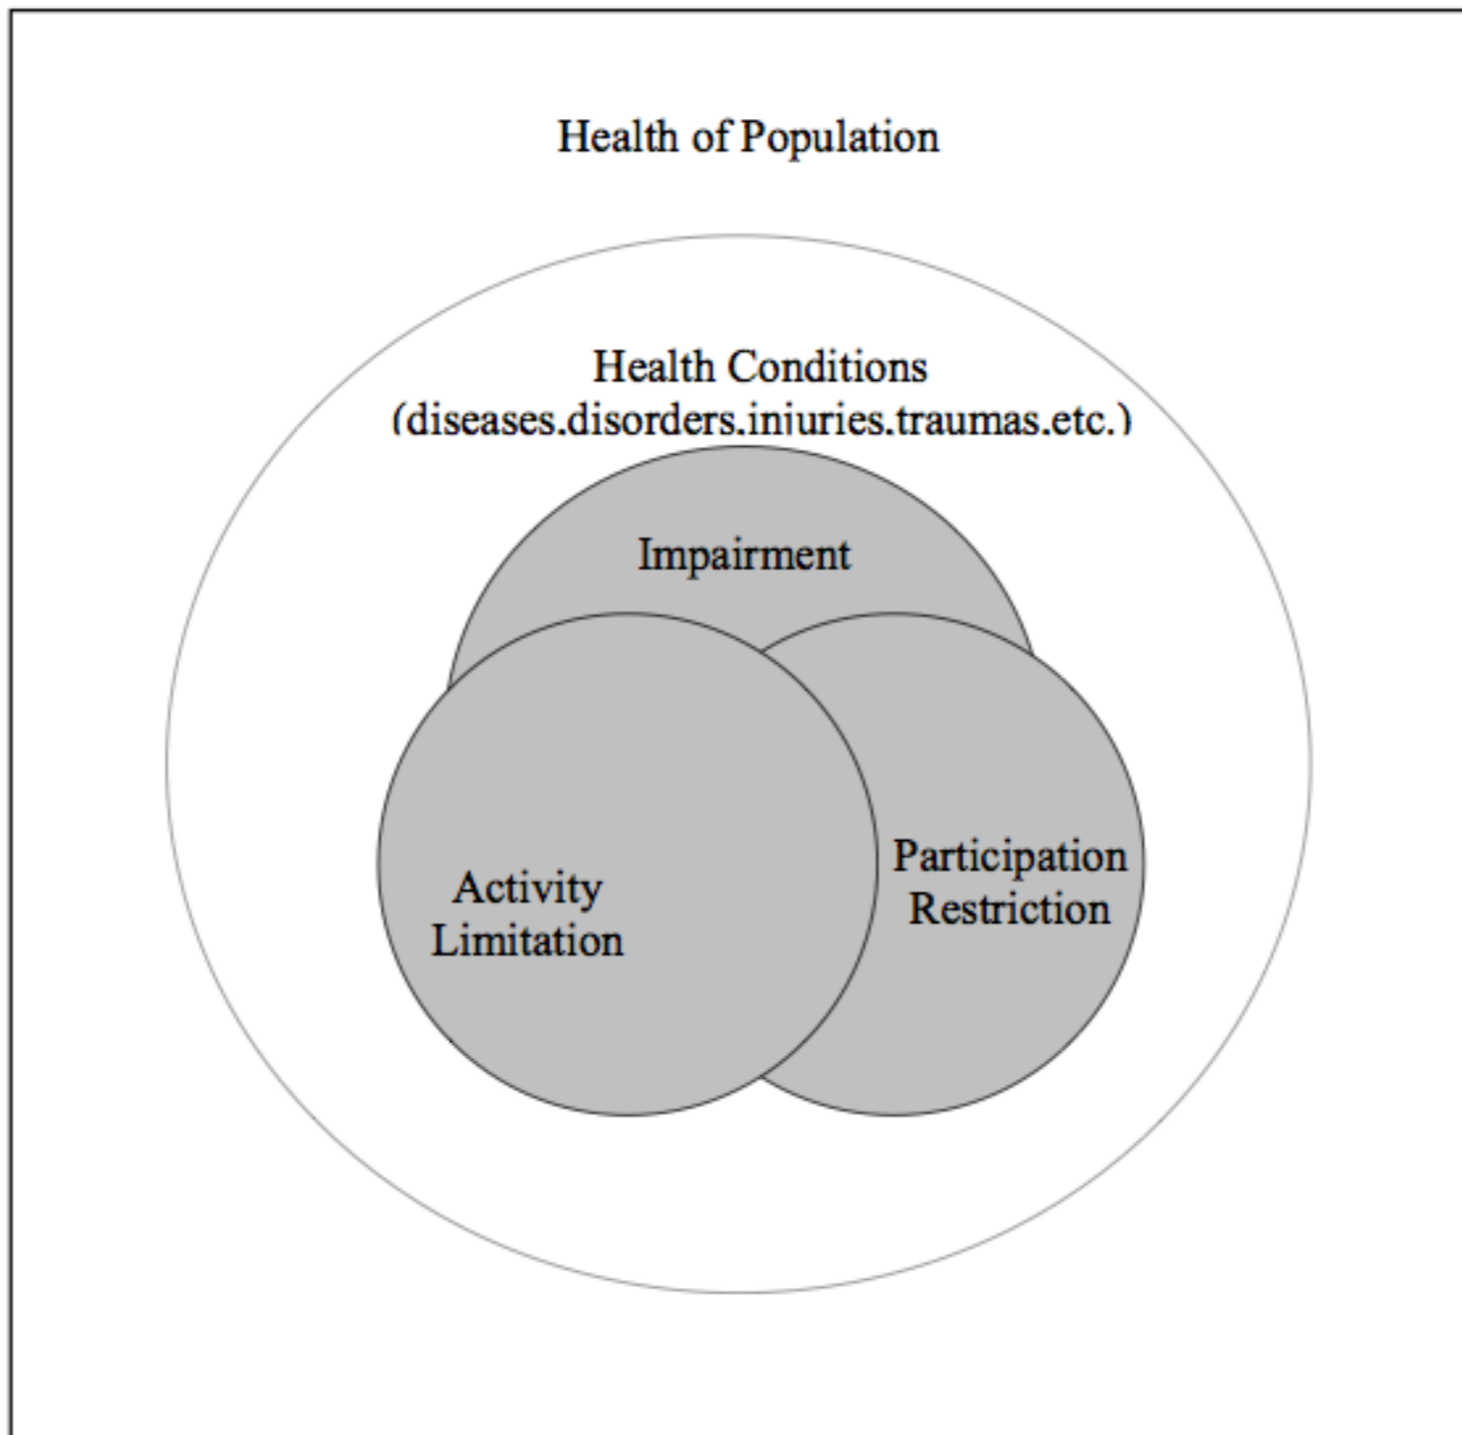 Health of Population
Health Conditions
(diseases.disorders.injuries.traumas.etc.)
Impairment
Activity
Limitation
Participation
Restriction